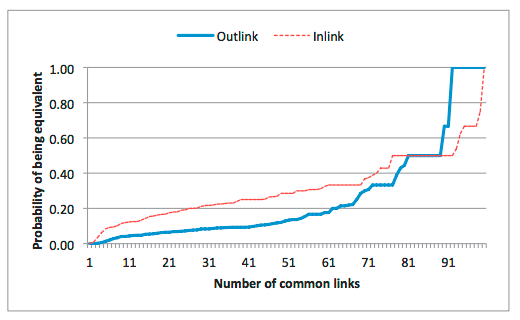 Outlink Inlink
Probability of being equivalent
1.00
0.80
0.60
0.40
0.20
0.00
1 11 21 31 41 51 61 71 81 91
Number of common links